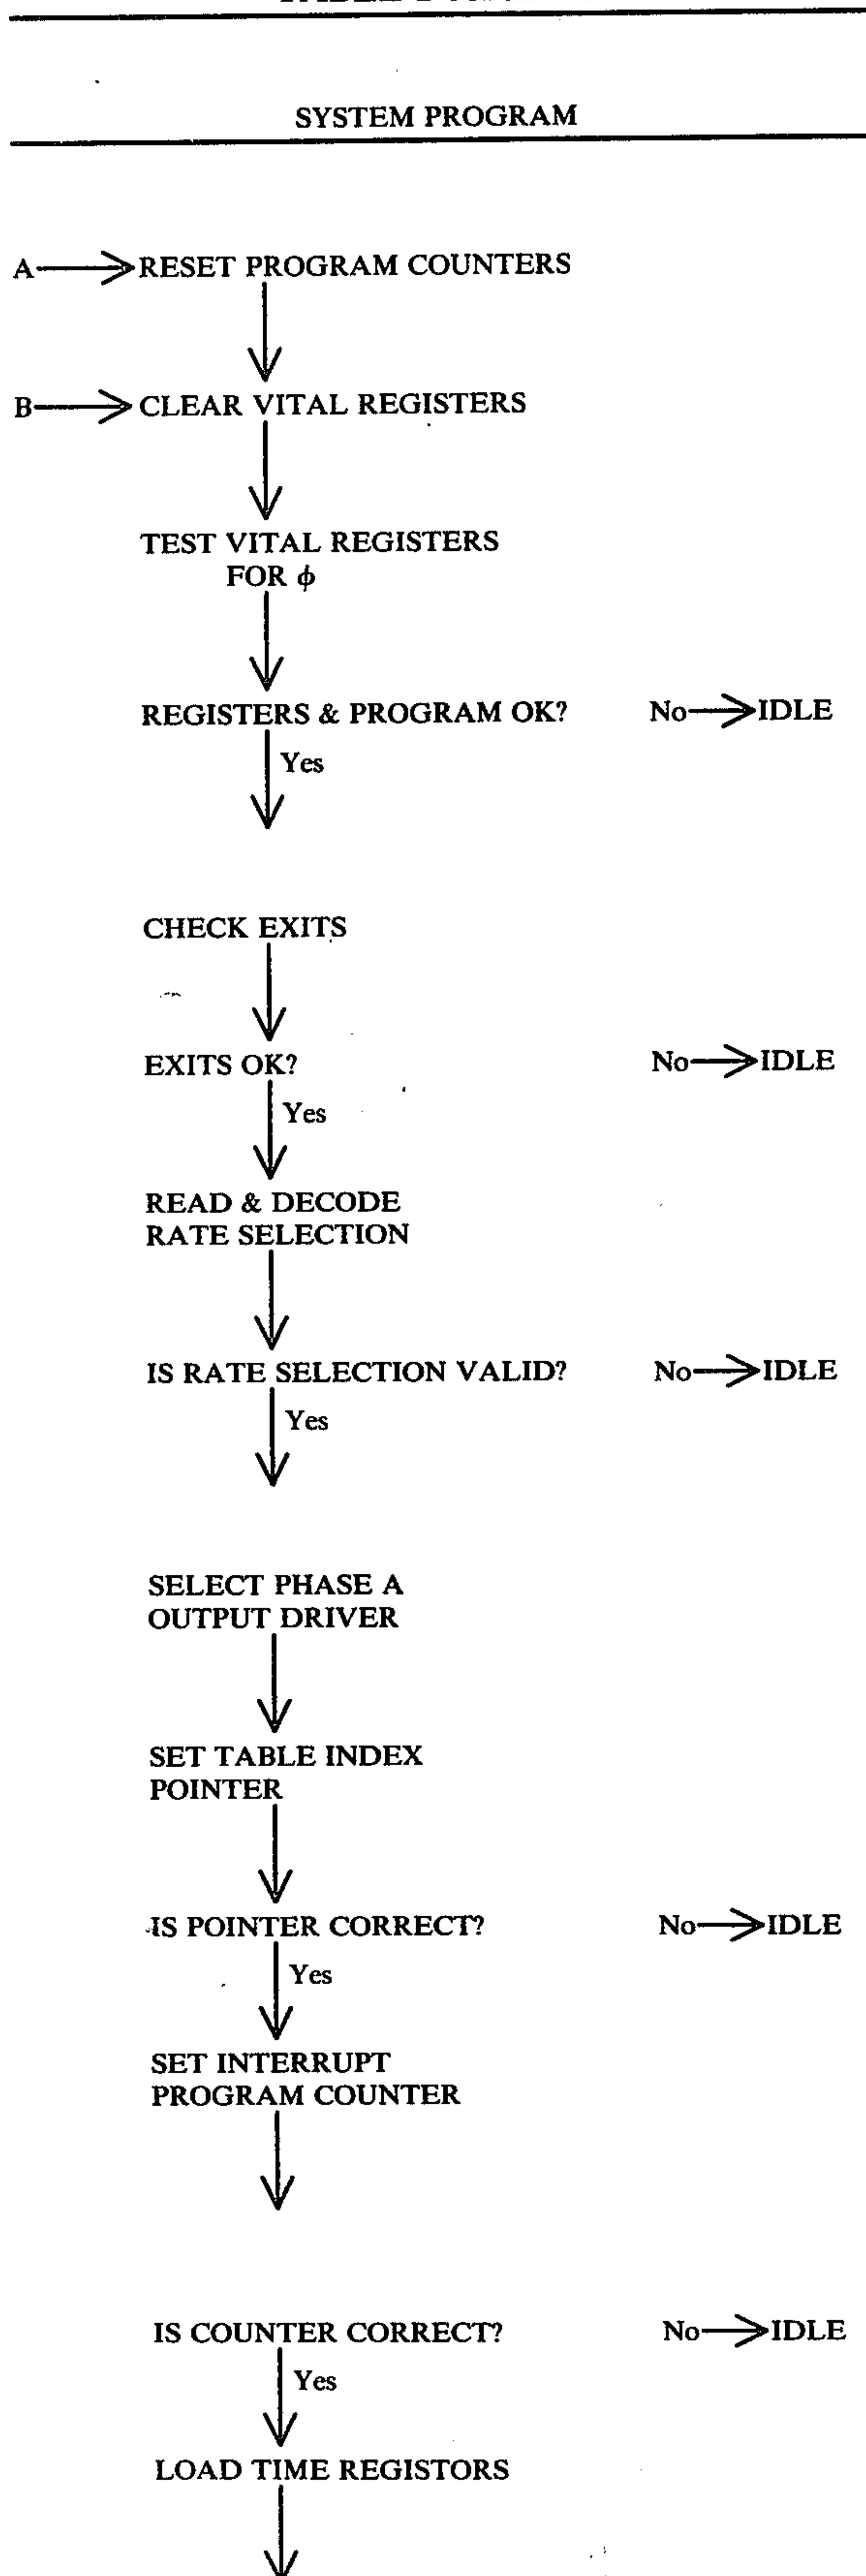 SYSTEM PROGRAM
A RESET PROGRAM COUNTERS
B CLEAR VITAL REGISTERS
TEST VITAL REGISTERS
FOR ϕ
REGISTERS & PROGRAM OK? No IDLE
Yes
CHECK EXITS
EXITS OK? No IDLE
Yes
READ & DECODE
RATE SELECTION
IS RATE SELECTION VALID? No IDLE
Yes
SELECT PHASE A
OUTPUT DRIVER
SET TABLE INDEX
POINTER
IS POINTER CORRECT? No IDLE
Yes
SET INTERRUPT
PROGRAM COUNTER
IS COUNTER CORRECT? No IDLE
Yes
LOAD TIME REGISTORS